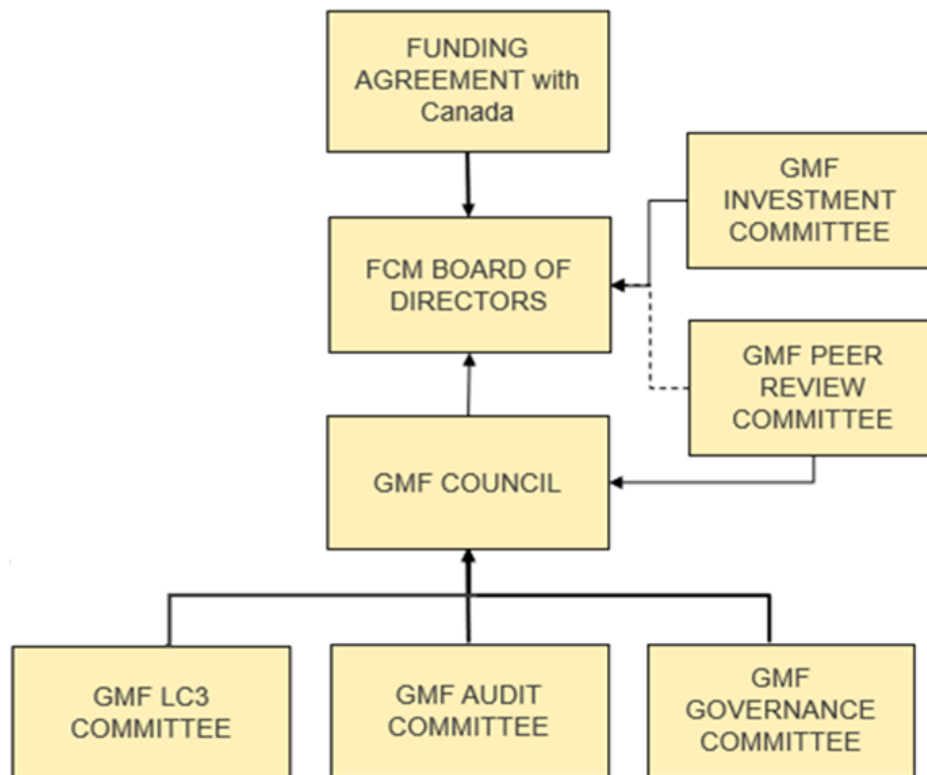 FUNDING
AGREEMENT with
Canada
GMF
INVESTMENT
COMMITTEE
FCM BOARD OF
DIRECTORS
GMF PEER
REVIEW
COMMITTEE
GMF COUNCIL
GMF LC3
COMMITTEE
GMF AUDIT
COMMITTEE
GMF
GOVERNANCE
COMMITTEE